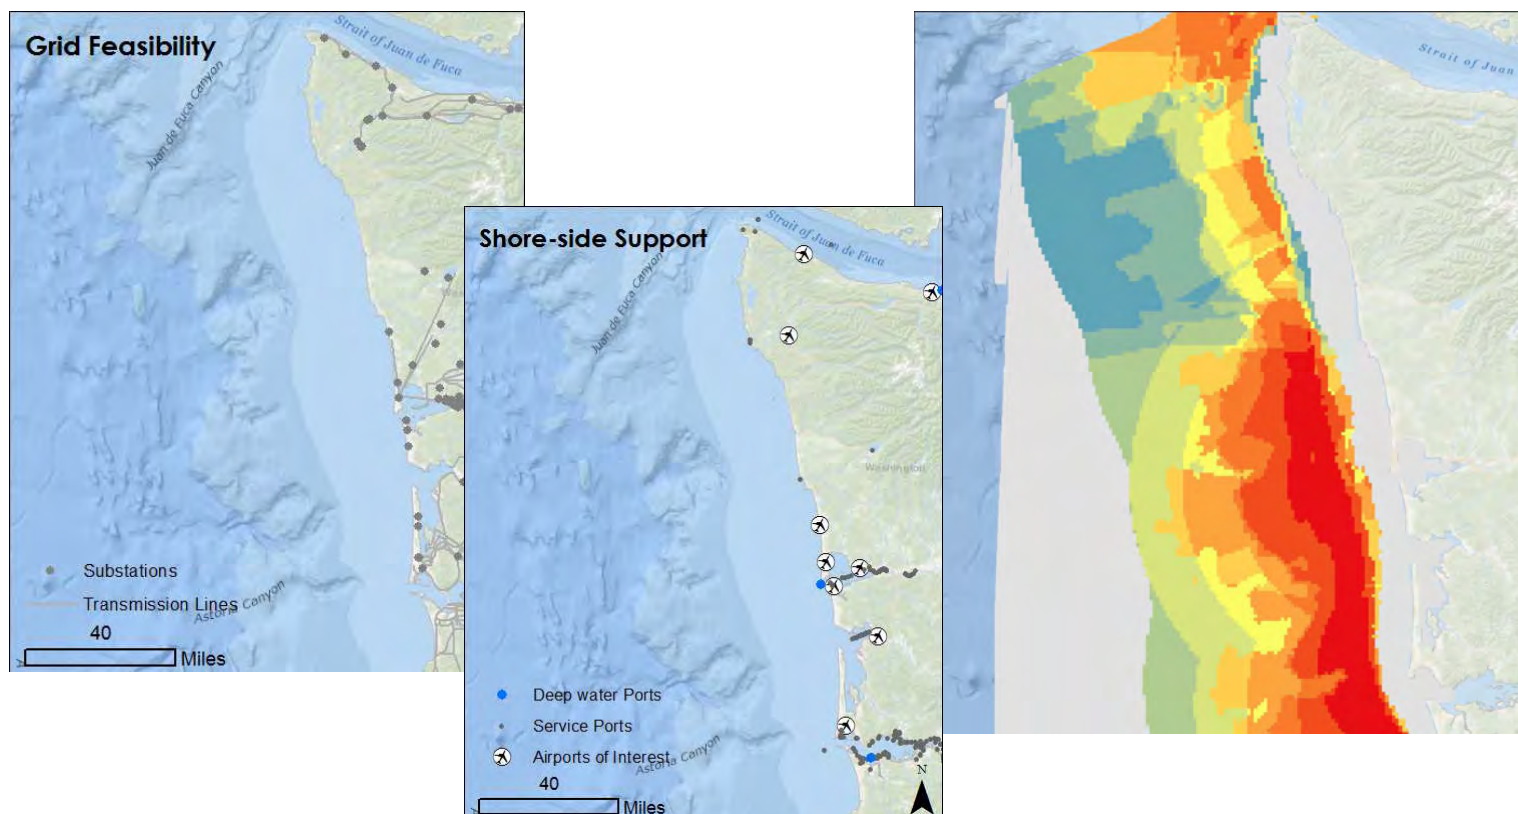 Grid Feasibility
Strait of Juan de Fuca
Juan de Fuca Canyon
Substations
Transmission Lines
Astoria Canyon
40
Miles
Shore-side Support
Strait of Juan de Fuca
Juan de Fuca Canyon
Washington
Deep water Ports
Service Ports
Airports of Interest
Astoria Canyon
40
Miles
N
Strait of Juan